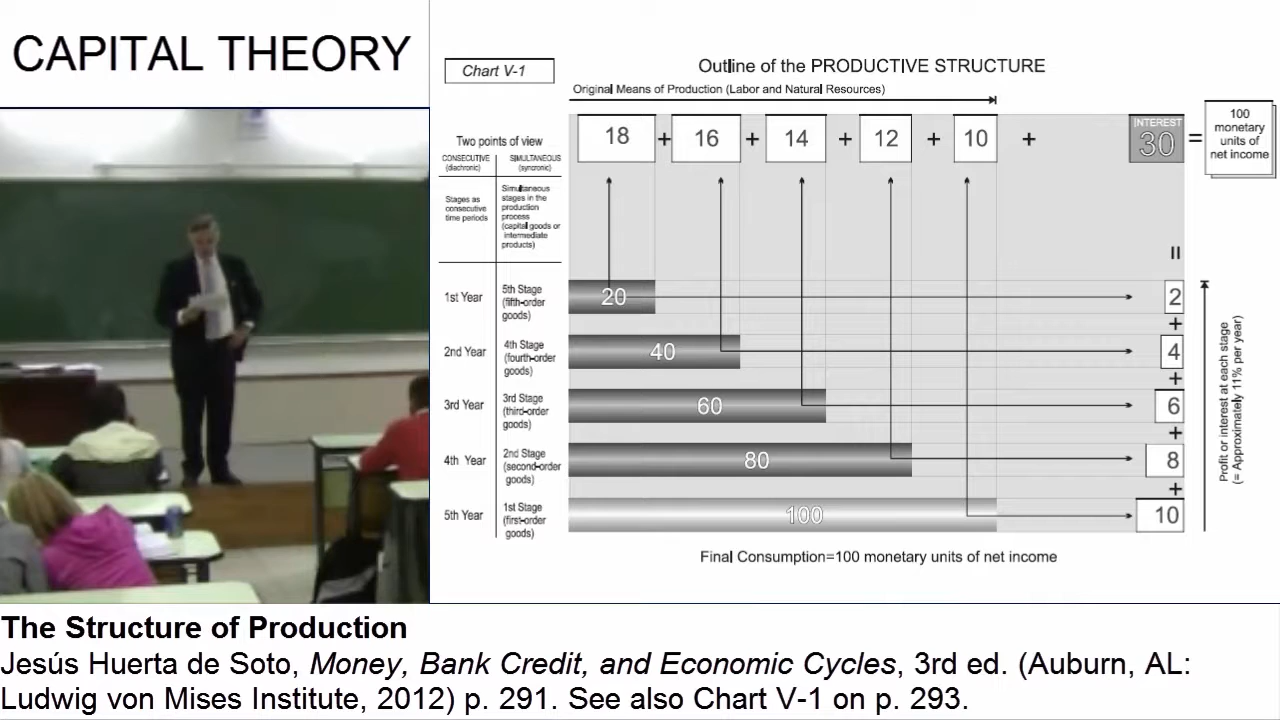 CAPITAL THEORY
Chart V-1
Outline of the PRODUCTIVE STRUCTURE
Original Means of Production (Labor and Natural Resources)
Two points of view
CONSECUTIVE
(diachronic)
SIMULTANEOUS
(syncronic)
18 + 16 + 14 + 12 + 10 +
INTEREST
30
=
100
monetary
units of
net income
Stages as
consecutive
time periods
Simultaneous
stages in the
production
process
(capital goods or
intermediate
products)
=
1st Year
5th Stage
(fifth-order
goods)
20
2
+
2nd Year
4th Stage
(fourth-order
goods)
40
4
+
3rd Year
3rd Stage
(third-order
goods)
60
6
+
4th Year
2nd Stage
(second-order
goods)
80
8
+
5th Year
1st Stage
(first-order
goods)
100
10
Profit or interest at each stage
(= Approximately 11% per year)
Final Consumption=100 monetary units of net income
The Structure of Production
Jesús Huerta de Soto, Money, Bank Credit, and Economic Cycles, 3rd ed. (Auburn, AL:
Ludwig von Mises Institute, 2012) p. 291. See also Chart V-1 on p. 293.